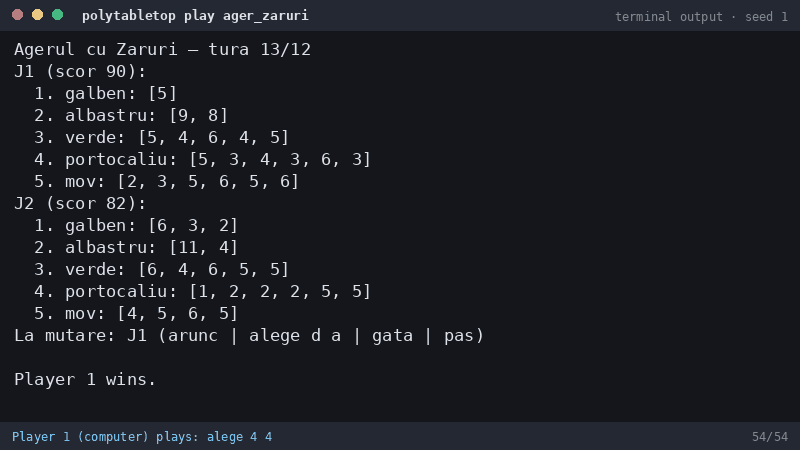 polytabletop play ager_zaruri
terminal output · seed 1
Agerul cu Zaruri — tura 13/12
J1 (scor 90):
1. galben: [5]
2. albastru: [9, 8]
3. verde: [5, 4, 6, 4, 5]
4. portocaliu: [5, 3, 4, 3, 6, 3]
5. mov: [2, 3, 5, 6, 5, 6]
J2 (scor 82):
1. galben: [6, 3, 2]
2. albastru: [11, 4]
3. verde: [6, 4, 6, 5, 5]
4. portocaliu: [1, 2, 2, 2, 5, 5]
5. mov: [4, 5, 6, 5]
La mutare: J1 (arunc | alege d a | gata | pas)
Player 1 wins.
Player 1 (computer) plays: alege 4 4
54/54